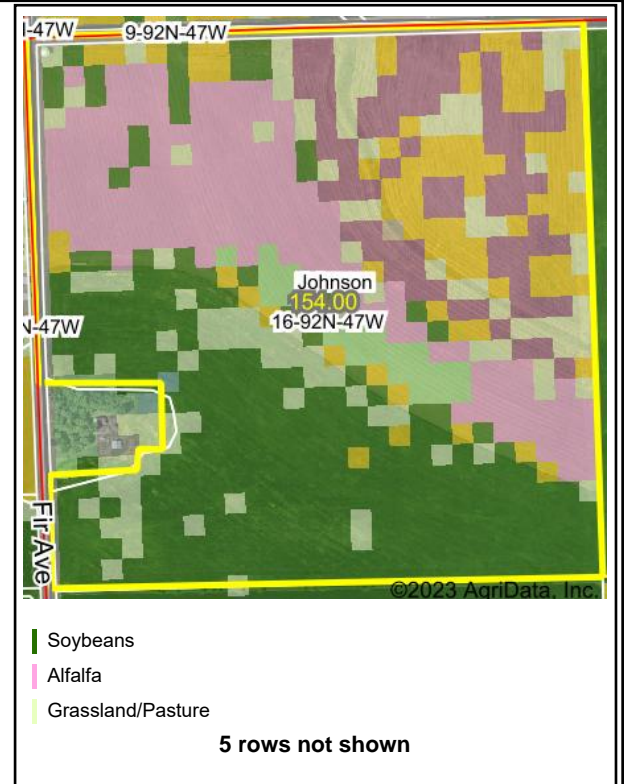 I-47W
9-92N-47W
Johnson
154.00
16-92N-47W
N-47W
Fir Ave
©2023 AgriData, Inc.
Soybeans
Alfalfa
Grassland/Pasture
5 rows not shown